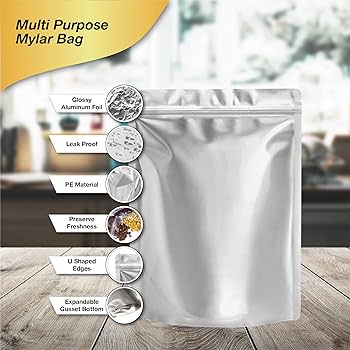 Multi Purpose
Mylar Bag
Glossy
Aluminum Foil
Leak Proof
PE Material
Preserve
Freshness
U Shaped
Edges
Expandable
Gusset Bottom